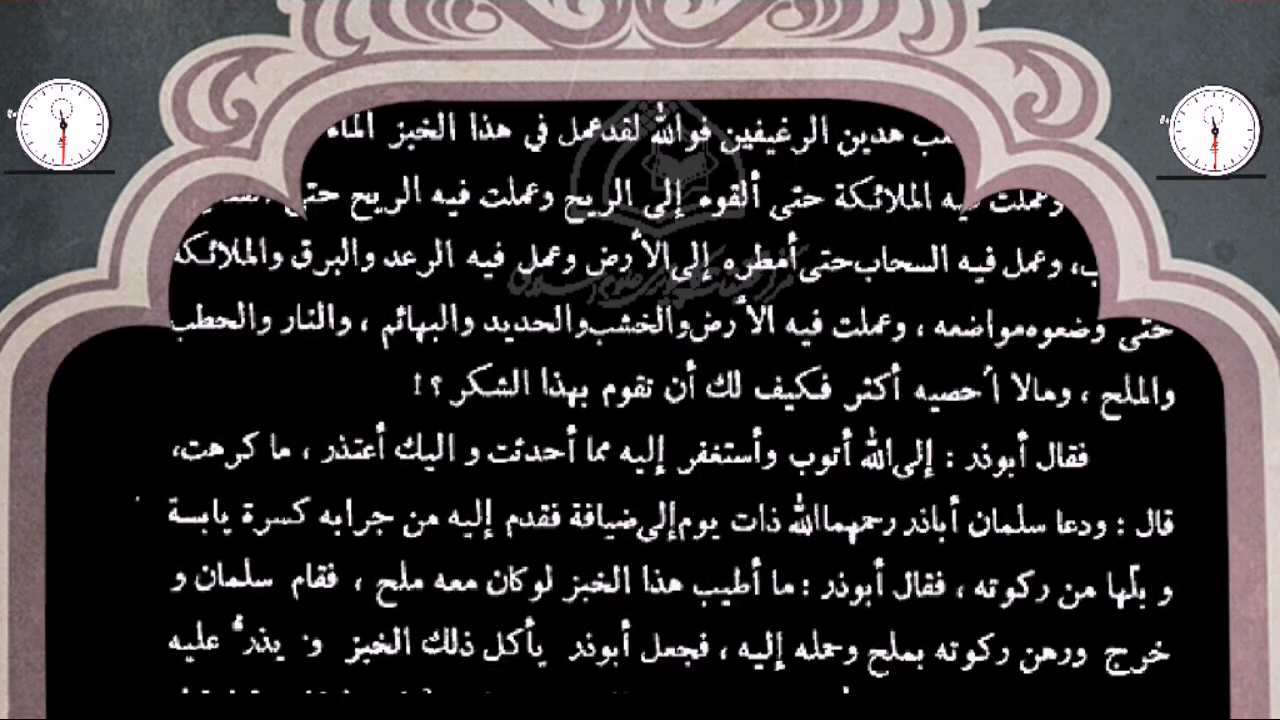 هذين الرغيفين فوالله لقد عمل في هذا الخبز الماء
وعملت فيه الملائكة حتى ألقوه إلى الريح وعملت فيه الريح حتى
وعمل فيه السحاب حتى أمطره إلى الأرض وعمل فيه الرعد والبرق والملائكة
حتى وضعوه مواضعه ، وعملت فيه الأرض والخشب والحديد والبهائم ، والنار والحطب
والملح ، ومالا اُحصيه أكثر فكيف لك أن تقوم بهذا الشكر ؟ !
فقال أبوذر : إلى الله أتوب وأستغفر إليه مما أحدثت و اليك أعتذر ، ما كرهت،
قال : ودعا سلمان أباذر رحمهما الله ذات يوم إلى ضيافة فقدم إليه من جرابه كسرة يابسة
و بلّها من ركوته ، فقال أبوذر : ما أطيب هذا الخبز لوكان معه ملح ، فقام سلمان و
خرج ورهن ركوته بملح وحمله إليه ، فجعل أبوذر يأكل ذلك الخبز و يذرُّ عليه